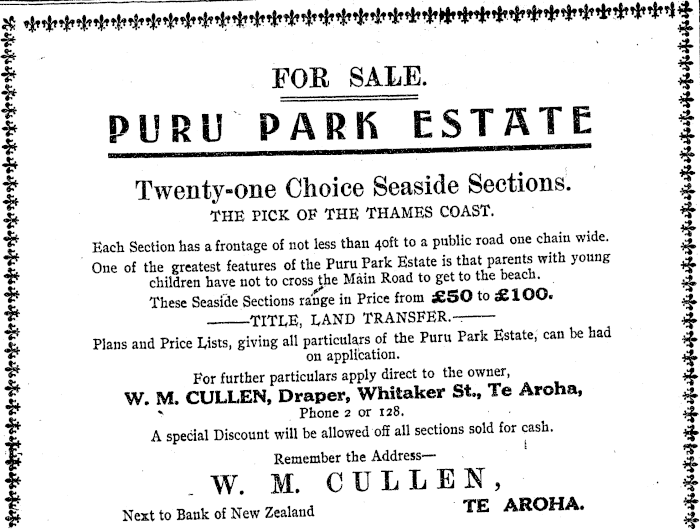 FOR SALE.
PURU PARK ESTATE
Twenty-one Choice Seaside Sections.
THE PICK OF THE THAMES COAST.
Each Section has a frontage of not less than 40ft to a public road one chain wide.
One of the greatest features of the Puru Park Estate is that parents with young
children have not to cross the Main Road to get to the beach.
These Seaside Sections range in Price from £50 to £100.
——TITLE, LAND TRANSFER.——
Plans and Price Lists, giving all particulars of the Puru Park Estate, can be had
on application.
For further particulars apply direct to the owner,
W. M. CULLEN, Draper, Whitaker St., Te Aroha,
Phone 2 or 128.
A special Discount will be allowed off all sections sold for cash.
Remember the Address—
W. M. CULLEN,
Next to Bank of New Zealand TE AROHA.